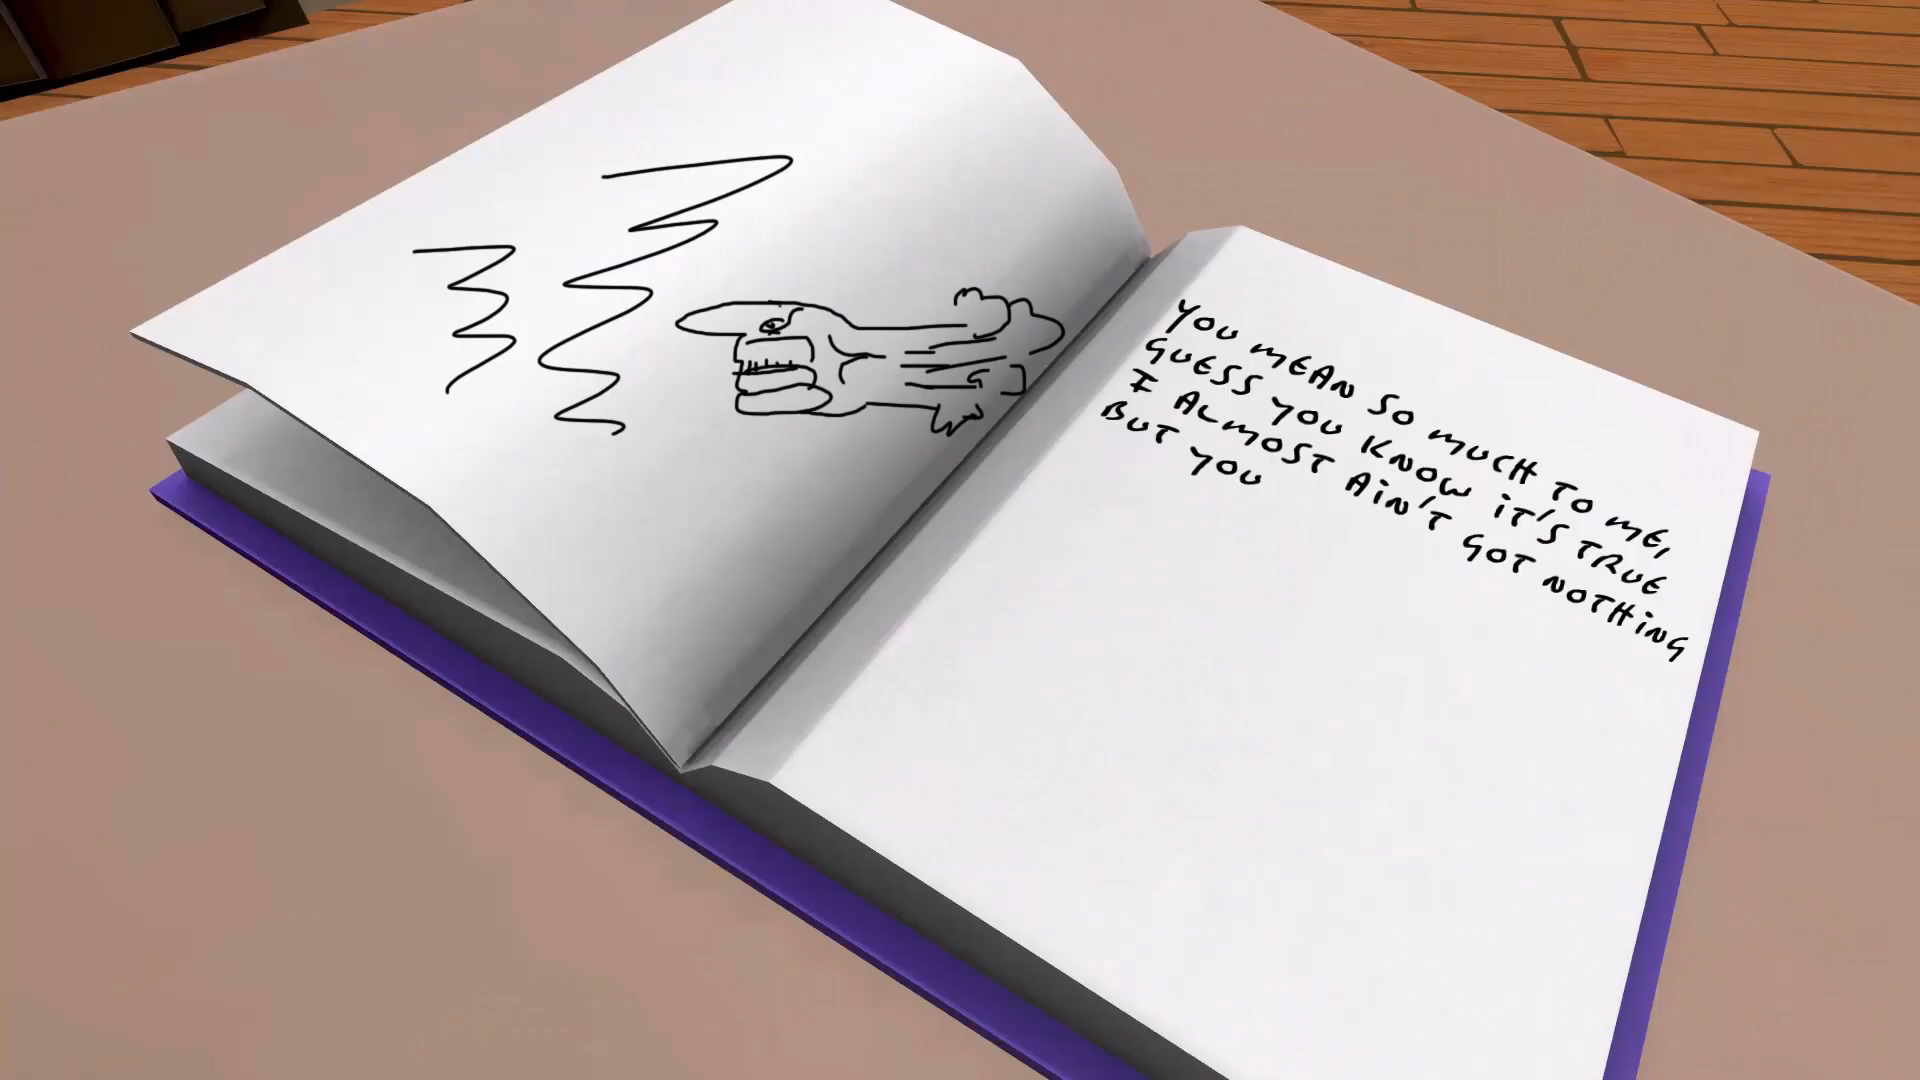 YOU MEAN SO MUCH TO ME,
GUESS YOU KNOW IT'S TRUE
I ALMOST AIN'T GOT NOTHING
BUT YOU